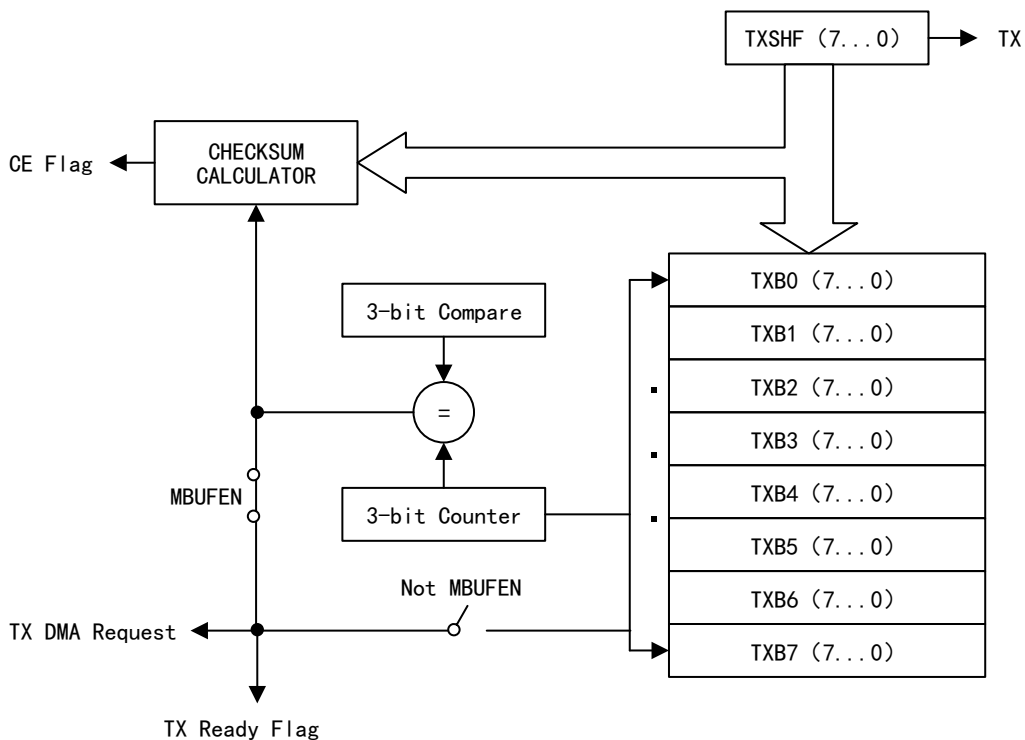 TXSHF (7...0)
TX
CE Flag
CHECKSUM
CALCULATOR
TXB0 (7...0)
3-bit Compare
TXB1 (7...0)
TXB2 (7...0)
=
TXB3 (7...0)
MBUFEN
TXB4 (7...0)
3-bit Counter
TXB5 (7...0)
Not MBUFEN
TXB6 (7...0)
TX DMA Request
TXB7 (7...0)
TX Ready Flag